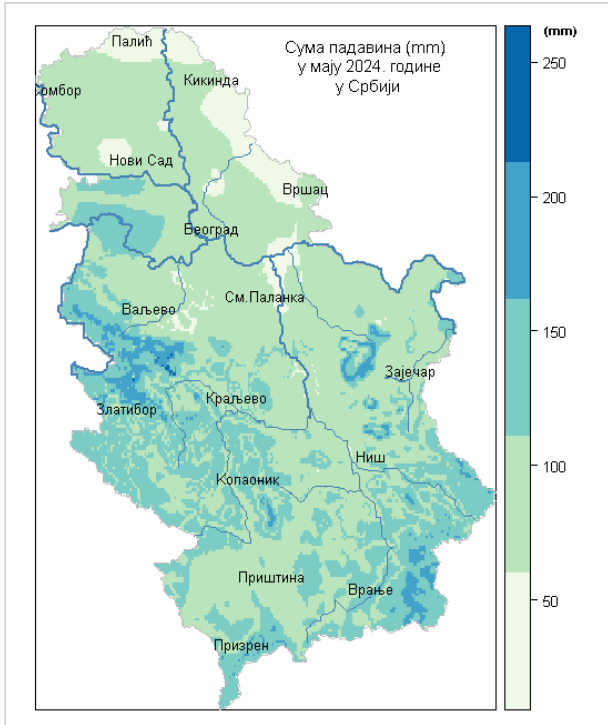 Сума падавина (mm)
у мају 2024. године
у Србији
(mm)
250
200
150
100
50
Палић
Кикинда
Нови Сад
Вршац
Београд
См.Паланка
Ваљево
Зајечар
Краљево
Златибор
Ниш
Копаоник
Приштина
Врање
Призрен